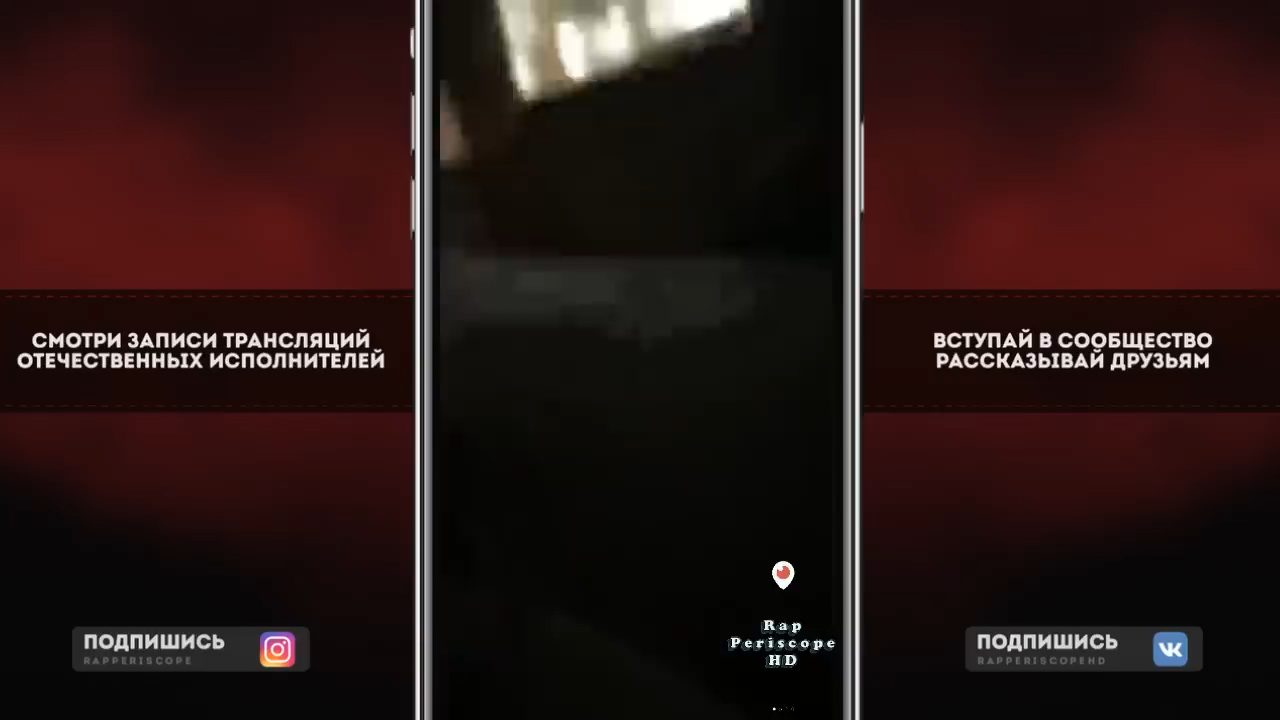 СМОТРИ ЗАПИСИ ТРАНСЛЯЦИЙ
ОТЕЧЕСТВЕННЫХ ИСПОЛНИТЕЛЕЙ
ВСТУПАЙ В СООБЩЕСТВО
РАССКАЗЫВАЙ ДРУЗЬЯМ
Rap
Periscope
HD
ПОДПИШИСЬ
RAPPERISCOPE
ПОДПИШИСЬ
RAPPERISCOPEHD